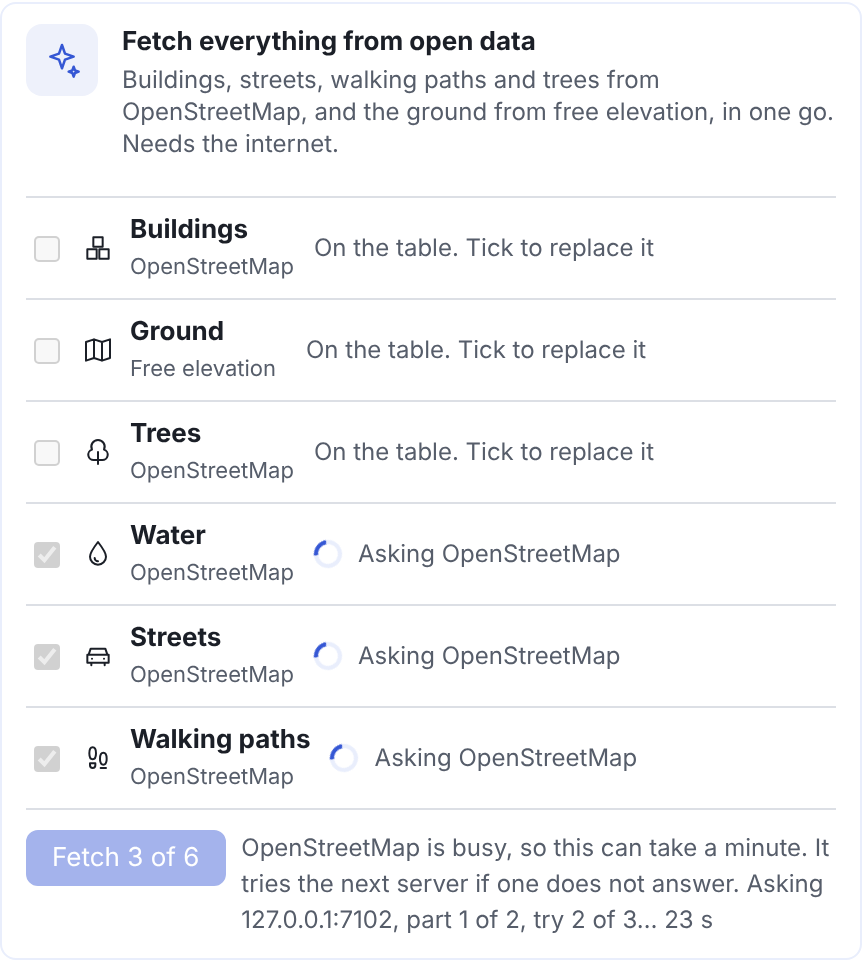 Fetch everything from open data
Buildings, streets, walking paths and trees from
OpenStreetMap, and the ground from free elevation, in one go.
Needs the internet.
Buildings
OpenStreetMap
On the table. Tick to replace it
Ground
Free elevation
On the table. Tick to replace it
Trees
OpenStreetMap
On the table. Tick to replace it
Water
OpenStreetMap
Asking OpenStreetMap
Streets
OpenStreetMap
Asking OpenStreetMap
Walking paths
OpenStreetMap
Asking OpenStreetMap
Fetch 3 of 6
OpenStreetMap is busy, so this can take a minute. It
tries the next server if one does not answer. Asking
127.0.0.1:7102, part 1 of 2, try 2 of 3... 23 s